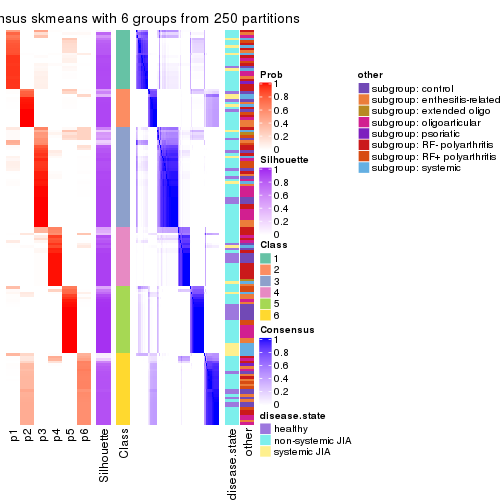 nsus skmeans with 6 groups from 250 partitions
Prob
1
0.8
0.6
0.4
0.2
0
Silhouette
1
0.8
0.6
0.4
0.2
0
Class
1
2
3
4
5
6
Consensus
1
0.8
0.6
0.4
0.2
0
disease.state
healthy
non-systemic JIA
systemic JIA
other
subgroup: control
subgroup: enthesitis-related
subgroup: extended oligo
subgroup: oligoarticular
subgroup: psoriatic
subgroup: RF- polyarthritis
subgroup: RF+ polyarthritis
subgroup: systemic
p1
p2
p3
p4
p5
p6
Silhouette
Class
disease.state
other